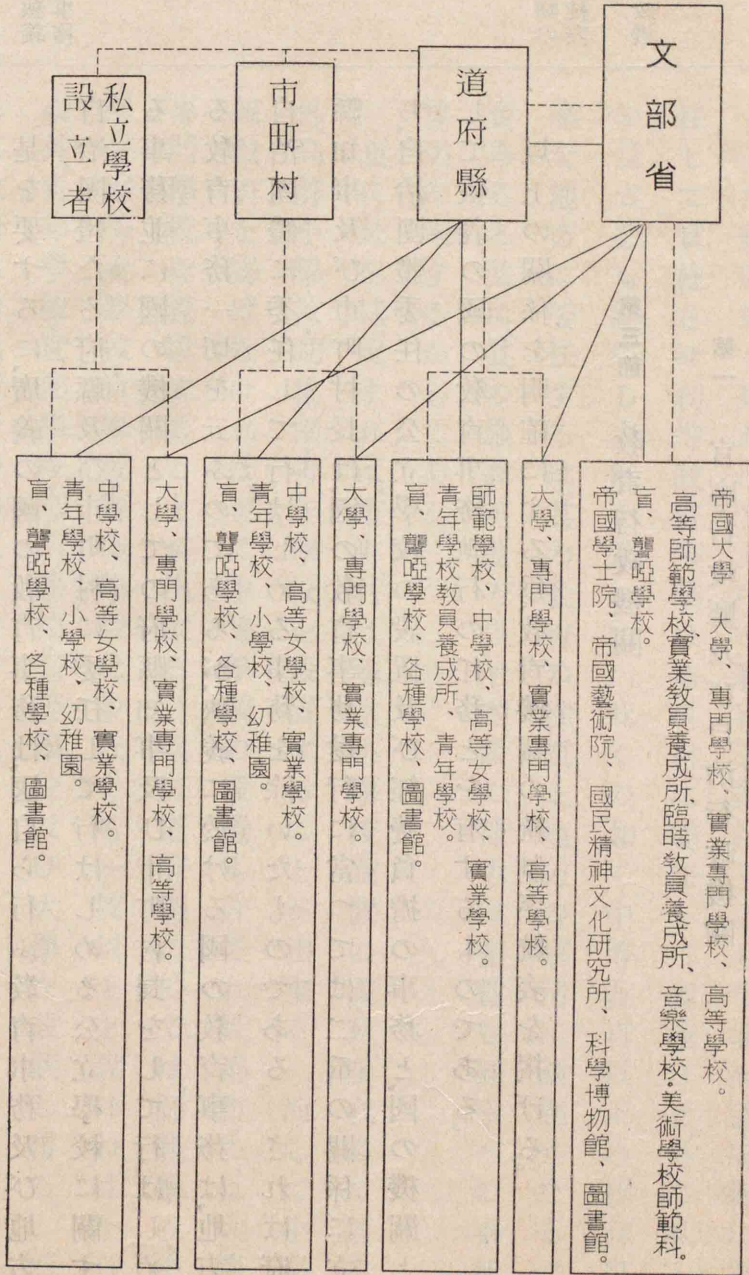 文部省
道府縣
市町村
私立學校
設立者
帝國大學、大學、專門學校、實業專門學校、高等學校。
高等師範學校、實業教員養成所、臨時教員養成所、音樂學校・美術學校師範科。
盲、聾啞學校。
帝國學士院、帝國藝術院、國民精神文化研究所、科學博物館、圖書館。
大學、專門學校、實業專門學校、高等學校。
師範學校、中學校、高等女學校、實業學校。
青年學校教員養成所、青年學校。
盲、聾啞學校、各種學校、圖書館。
大學、專門學校、實業專門學校。
中學校、高等女學校、實業學校。
青年學校、小學校、幼稚園。
盲、聾啞學校、各種學校、圖書館。
大學、專門學校、實業專門學校、高等學校。
中學校、高等女學校、實業學校。
青年學校、小學校、幼稚園。
盲、聾啞學校、各種學校、圖書館。